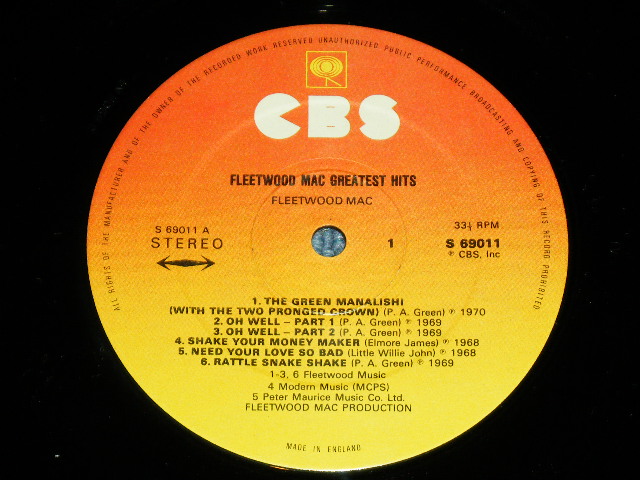 ALL RIGHTS OF THE MANUFACTURER AND OF THE OWNER OF THE RECORDED WORK RESERVED UNAUTHORIZED PUBLIC PERFORMANCE BROADCASTING AND COPYING OF THIS RECORD PROHIBITED
CBS
FLEETWOOD MAC GREATEST HITS
FLEETWOOD MAC
S 69011 A
STEREO
1
33⅓ RPM
S 69011
℗ CBS, Inc
1. THE GREEN MANALISHI
(WITH THE TWO PRONGED CROWN) (P. A. Green) ℗ 1970
2. OH WELL – PART 1 (P. A. Green) ℗ 1969
3. OH WELL – PART 2 (P. A. Green) ℗ 1969
4. SHAKE YOUR MONEY MAKER (Elmore James) ℗ 1968
5. NEED YOUR LOVE SO BAD (Little Willie John) ℗ 1968
6. RATTLE SNAKE SHAKE (P. A. Green) ℗ 1969
1-3, 6 Fleetwood Music
4 Modern Music (MCPS)
5 Peter Maurice Music Co. Ltd.
FLEETWOOD MAC PRODUCTION
MADE IN ENGLAND